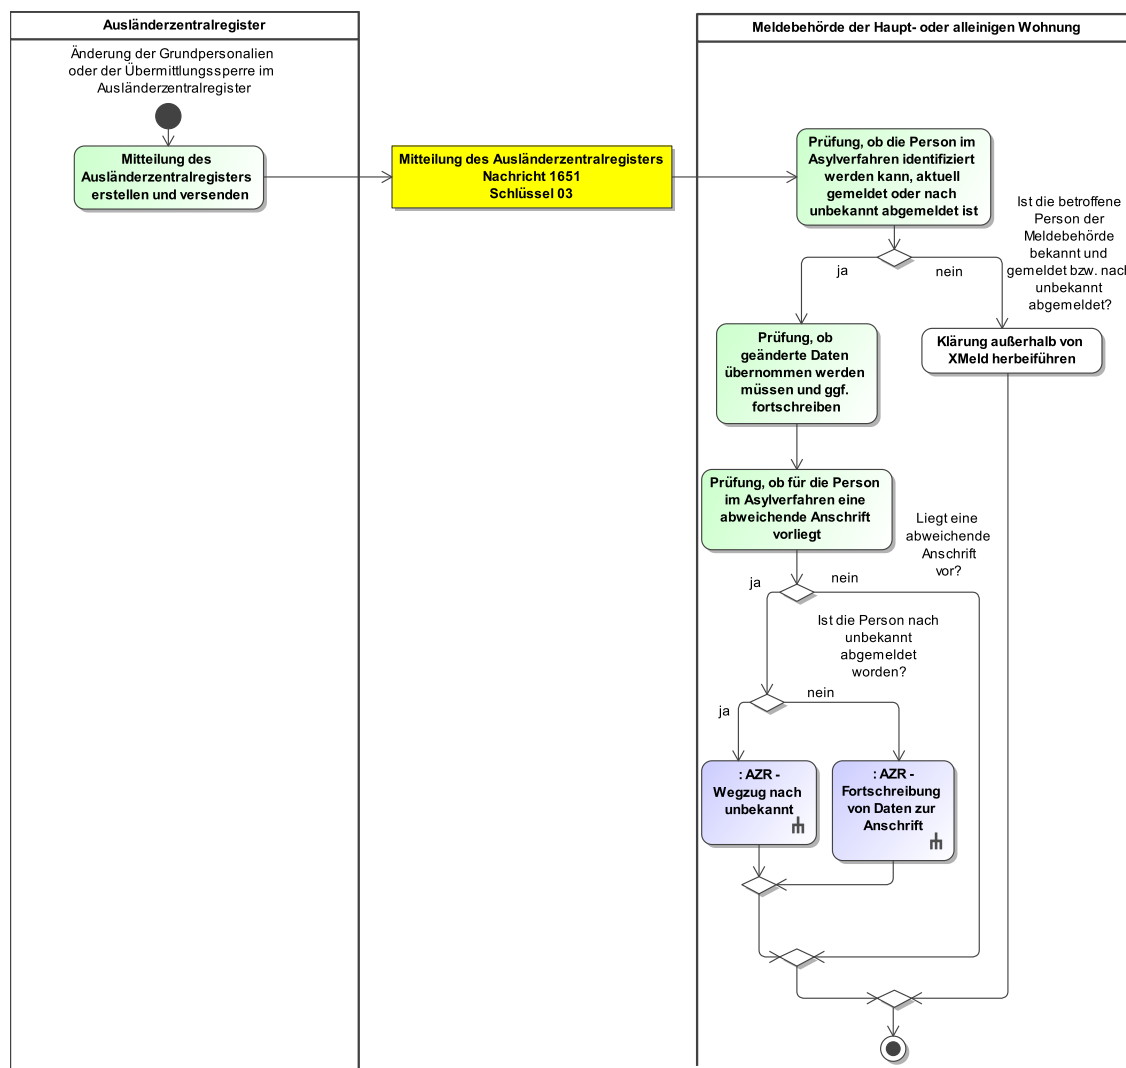 Ausländerzentralregister
Änderung der Grundpersonalien
oder der Übermittlungssperre im
Ausländerzentralregister
Mitteilung des
Ausländerzentralregisters
erstellen und versenden
Mitteilung des Ausländerzentralregisters
Nachricht 1651
Schlüssel 03
Meldebehörde der Haupt- oder alleinigen Wohnung
Prüfung, ob die Person im
Asylverfahren identifiziert
werden kann, aktuell
gemeldet oder nach
unbekannt abgemeldet ist
Ist die betroffene
Person der
Meldebehörde
bekannt und
gemeldet bzw. nach
unbekannt
abgemeldet?
ja
nein
Prüfung, ob
geänderte Daten
übernommen werden
müssen und ggf.
fortschreiben
Klärung außerhalb von
XMeld herbeiführen
Prüfung, ob für die Person
im Asylverfahren eine
abweichende Anschrift
vorliegt
Liegt eine
abweichende
Anschrift
vor?
ja
nein
Ist die Person nach
unbekannt
abgemeldet
worden?
ja
nein
: AZR -
Wegzug nach
unbekannt
: AZR -
Fortschreibung
von Daten zur
Anschrift